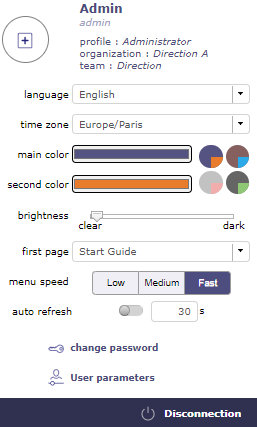 Admin
admin
profile : Administrator
organization : Direction A
team : Direction
language English
time zone Europe/Paris
main color
second color
brightness
clear dark
first page Start Guide
menu speed Low Medium Fast
auto refresh 30 s
change password
User parameters
Disconnection